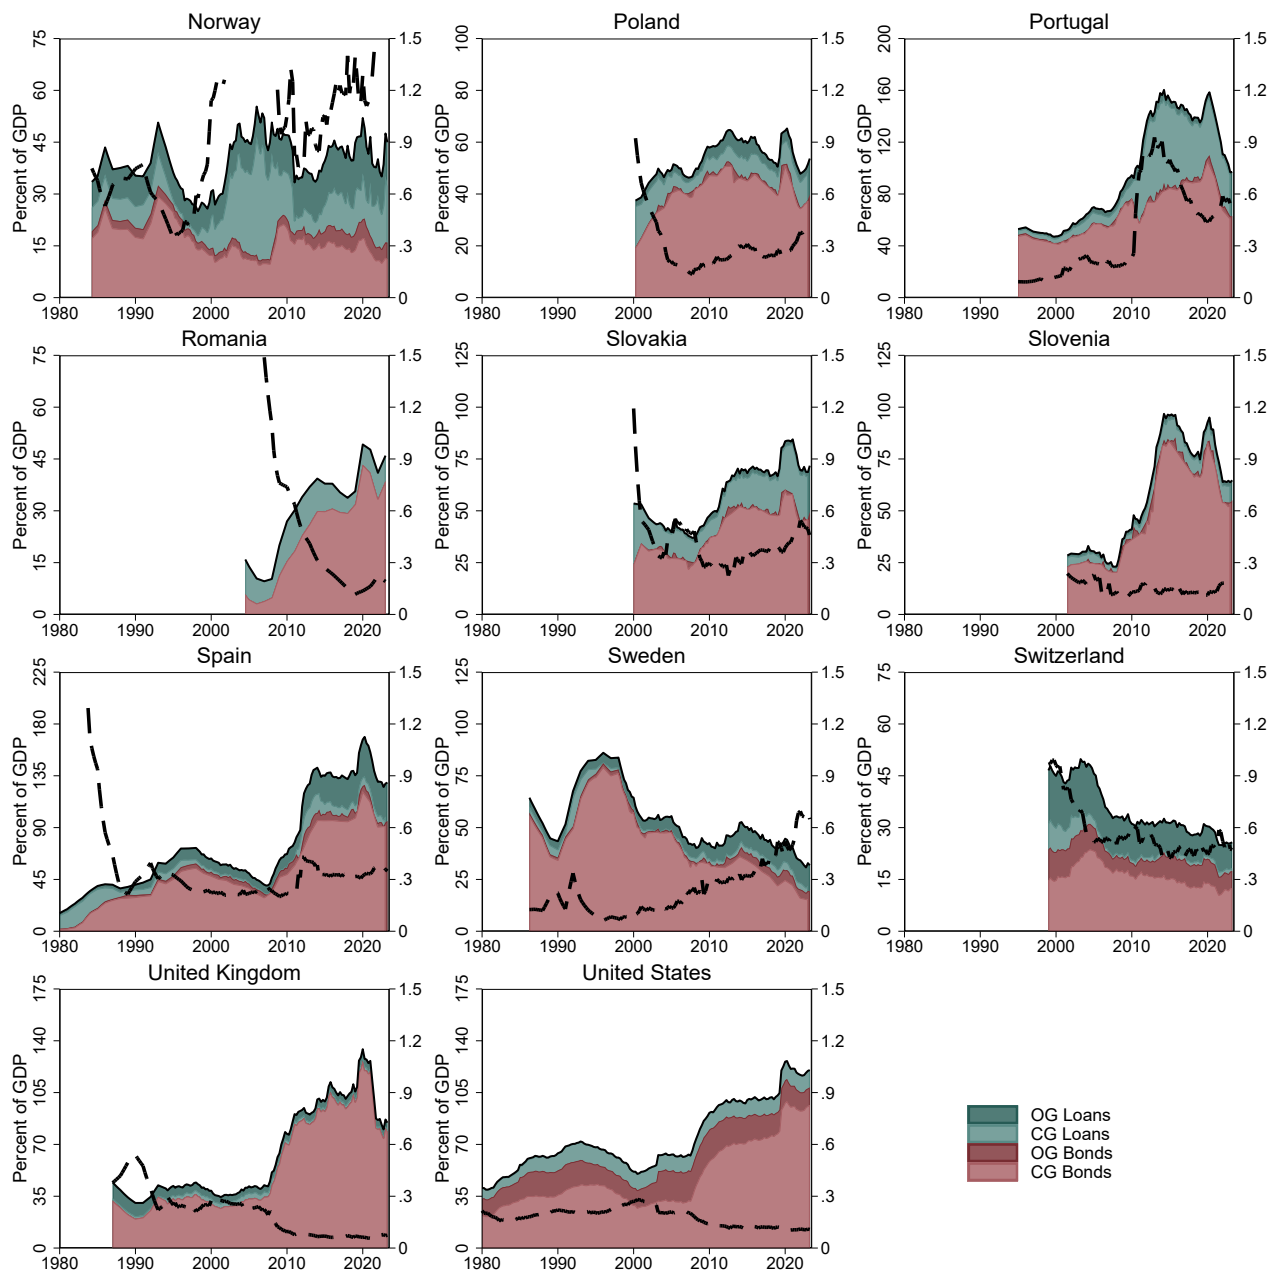 Norway
Percent of GDP
0 15 30 45 60 75
0 .3 .6 .9 1.2 1.5
1980 1990 2000 2010 2020
Poland
Percent of GDP
0 20 40 60 80 100
0 .3 .6 .9 1.2 1.5
1980 1990 2000 2010 2020
Portugal
Percent of GDP
0 40 80 120 160 200
0 .3 .6 .9 1.2 1.5
1980 1990 2000 2010 2020
Romania
Percent of GDP
0 15 30 45 60 75
0 .3 .6 .9 1.2 1.5
1980 1990 2000 2010 2020
Slovakia
Percent of GDP
0 25 50 75 100 125
0 .3 .6 .9 1.2 1.5
1980 1990 2000 2010 2020
Slovenia
Percent of GDP
0 25 50 75 100 125
0 .3 .6 .9 1.2 1.5
1980 1990 2000 2010 2020
Spain
Percent of GDP
0 45 90 135 180 225
0 .3 .6 .9 1.2 1.5
1980 1990 2000 2010 2020
Sweden
Percent of GDP
0 25 50 75 100 125
0 .3 .6 .9 1.2 1.5
1980 1990 2000 2010 2020
Switzerland
Percent of GDP
0 15 30 45 60 75
0 .3 .6 .9 1.2 1.5
1980 1990 2000 2010 2020
United Kingdom
Percent of GDP
0 35 70 105 140 175
0 .3 .6 .9 1.2 1.5
1980 1990 2000 2010 2020
United States
Percent of GDP
0 35 70 105 140 175
0 .3 .6 .9 1.2 1.5
1980 1990 2000 2010 2020
OG Loans
CG Loans
OG Bonds
CG Bonds